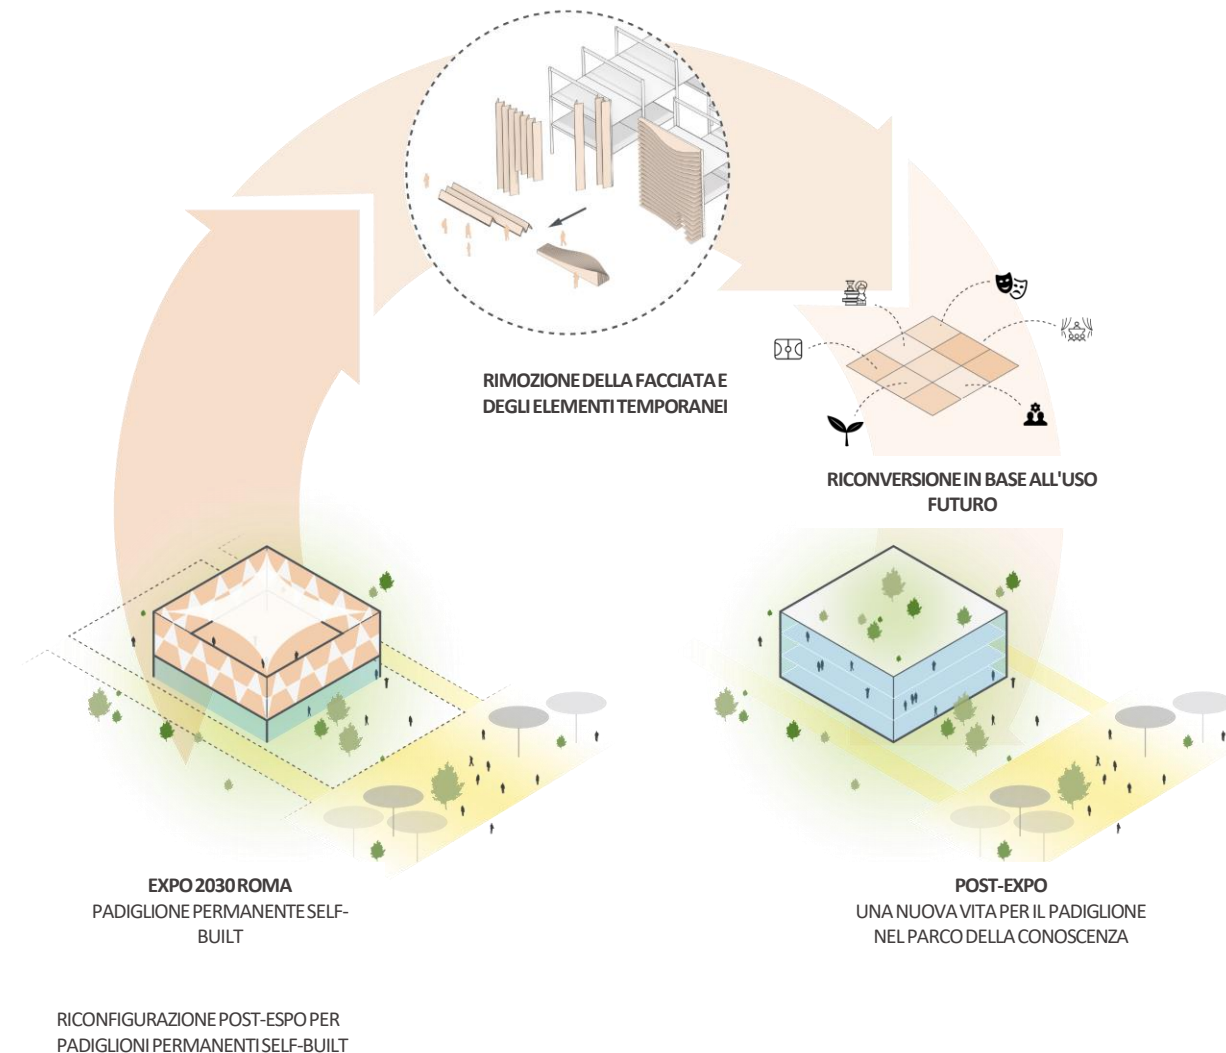 RIMOZIONE DELLA FACCIATA E
DEGLI ELEMENTI TEMPORANEI
RICONVERSIONE IN BASE ALL'USO
FUTURO
EXPO 2030 ROMA
PADIGLIONE PERMANENTE SELF-
BUILT
POST-EXPO
UNA NUOVA VITA PER IL PADIGLIONE
NEL PARCO DELLA CONOSCENZA
RICONFIGURAZIONE POST-ESPO PER
PADIGLIONI PERMANENTI SELF-BUILT